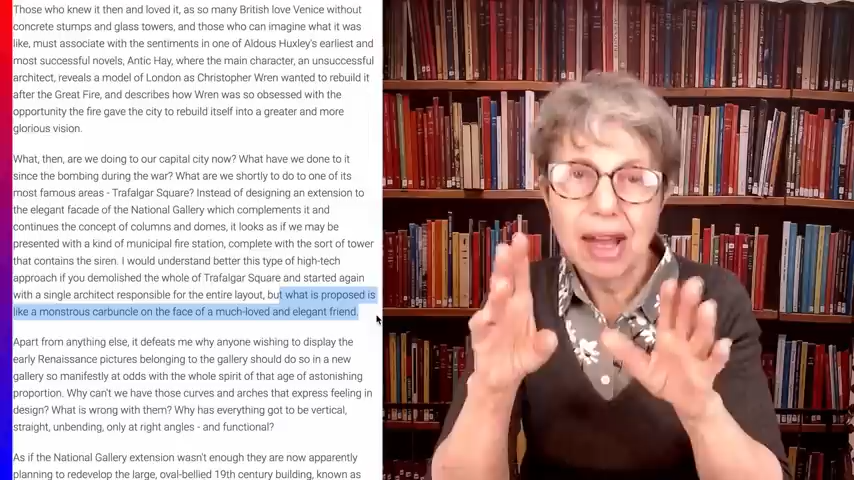 Those who knew it then and loved it, as so many British love Venice without
concrete stumps and glass towers, and those who can imagine what it was
like, must associate with the sentiments in one of Aldous Huxley's earliest and
most successful novels, Antic Hay, where the main character, an unsuccessful
architect, reveals a model of London as Christopher Wren wanted to rebuild it
after the Great Fire, and describes how Wren was so obsessed with the
opportunity the fire gave the city to rebuild itself into a greater and more
glorious vision.
What, then, are we doing to our capital city now? What have we done to it
since the bombing during the war? What are we shortly to do to one of its
most famous areas - Trafalgar Square? Instead of designing an extension to
the elegant facade of the National Gallery which complements it and
continues the concept of columns and domes, it looks as if we may be
presented with a kind of municipal fire station, complete with the sort of tower
that contains the siren. I would understand better this type of high-tech
approach if you demolished the whole of Trafalgar Square and started again
with a single architect responsible for the entire layout, but what is proposed is
like a monstrous carbuncle on the face of a much-loved and elegant friend.
Apart from anything else, it defeats me why anyone wishing to display the
early Renaissance pictures belonging to the gallery should do so in a new
gallery so manifestly at odds with the whole spirit of that age of astonishing
proportion. Why can't we have those curves and arches that express feeling in
design? What is wrong with them? Why has everything got to be vertical,
straight, unbending, only at right angles - and functional?
As if the National Gallery extension wasn't enough they are now apparently
planning to redevelop the large, oval-bellied 19th century building, known as